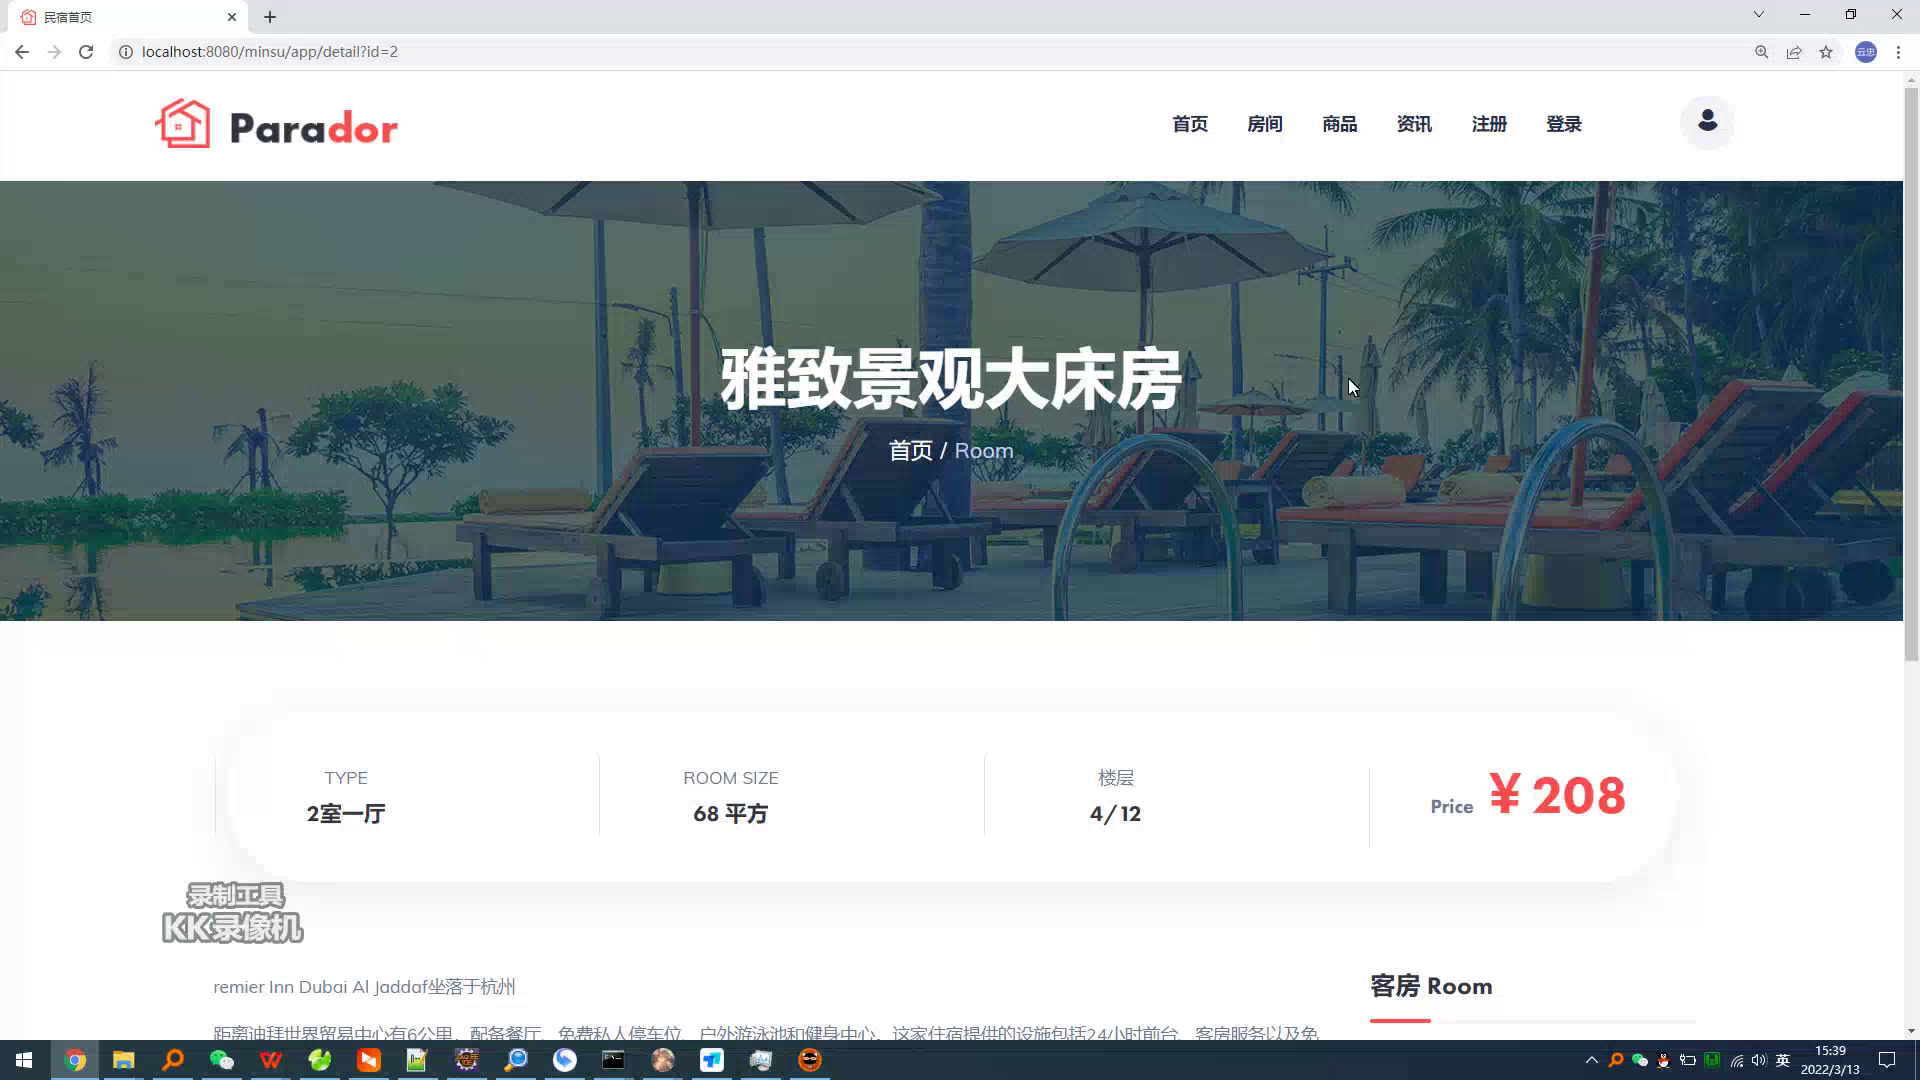 民宿首页
localhost:8080/minsu/app/detail?id=2
云忠
Parador
首页 房间 商品 资讯 注册 登录
雅致景观大床房
首页 / Room
TYPE
2室一厅
ROOM SIZE
68 平方
楼层
4/12
Price ¥ 208
录制工具
KK录像机
remier Inn Dubai Al Jaddaf坐落于杭州
客房 Room
距离迪拜世界贸易中心有6公里，配备餐厅、免费私人停车位、户外游泳池和健身中心。这家住宿提供的设施包括24小时前台、客房服务以及免
英
15:39
2022/3/13